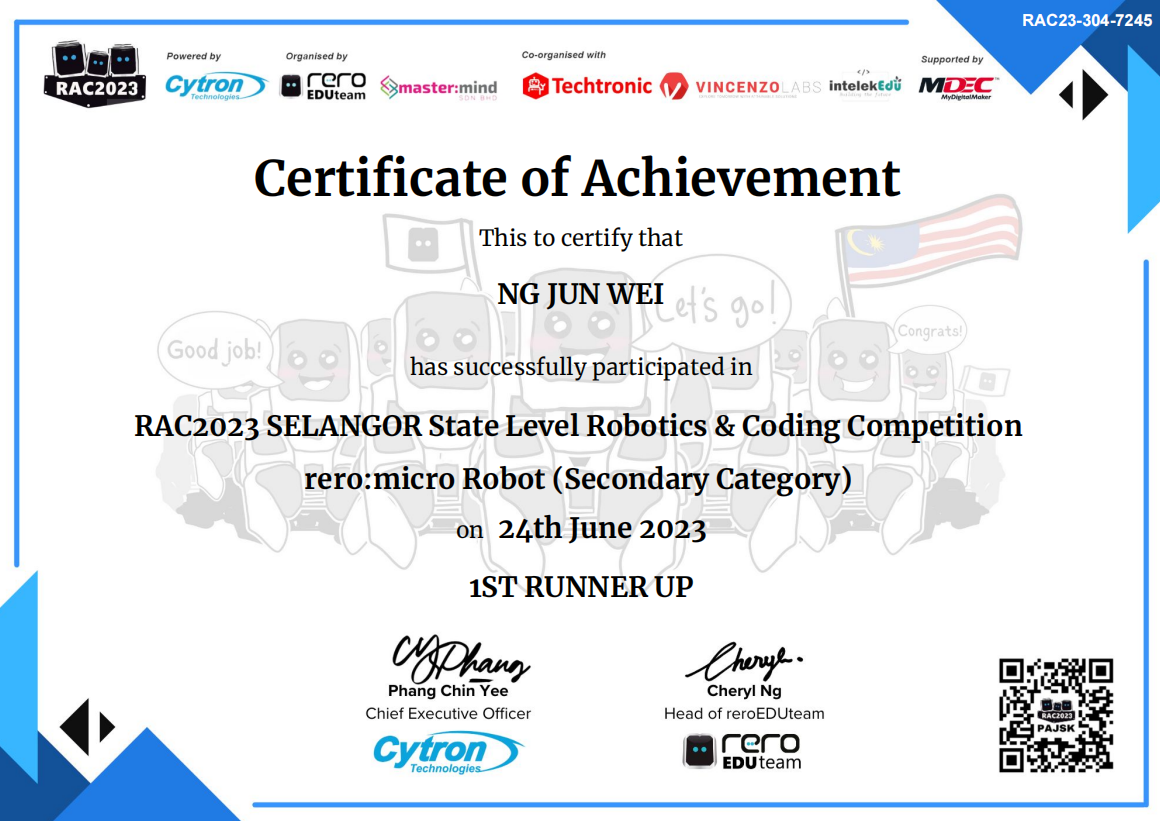 RAC23-304-7245
Powered by
Organised by
Co-organised with
Supported by
RAC2023
Cytron
Technologies
rero
EDUteam
master:mind
SDN BHD
Techtronic
VINCENZOLABS
</>
intelekEdu
MDEC™
MyDigitalMaker
Certificate of Achievement
This to certify that
NG JUN WEI
Let's go!
Good job!
Congrats!
has successfully participated in
RAC2023 SELANGOR State Level Robotics & Coding Competition
rero:micro Robot (Secondary Category)
on 24th June 2023
1ST RUNNER UP
CyPhang
Cheryl.
Phang Chin Yee
Cheryl Ng
Chief Executive Officer
Head of reroEDUteam
Cytron
Technologies
rero
EDUteam
RAC2023
PAJSK